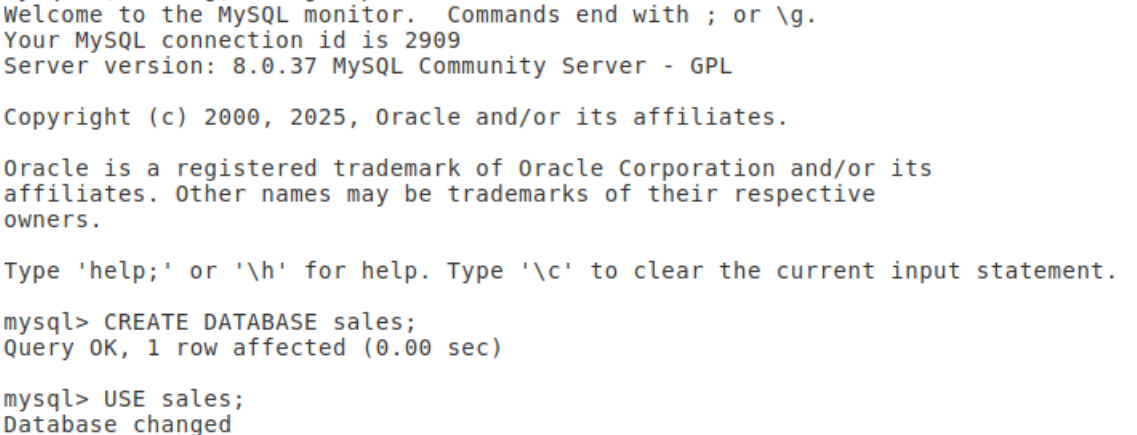 Welcome to the MySQL monitor.  Commands end with ; or \g.
Your MySQL connection id is 2909
Server version: 8.0.37 MySQL Community Server - GPL
Copyright (c) 2000, 2025, Oracle and/or its affiliates.
Oracle is a registered trademark of Oracle Corporation and/or its
affiliates. Other names may be trademarks of their respective
owners.
Type 'help;' or '\h' for help. Type '\c' to clear the current input statement.
mysql> CREATE DATABASE sales;
Query OK, 1 row affected (0.00 sec)
mysql> USE sales;
Database changed